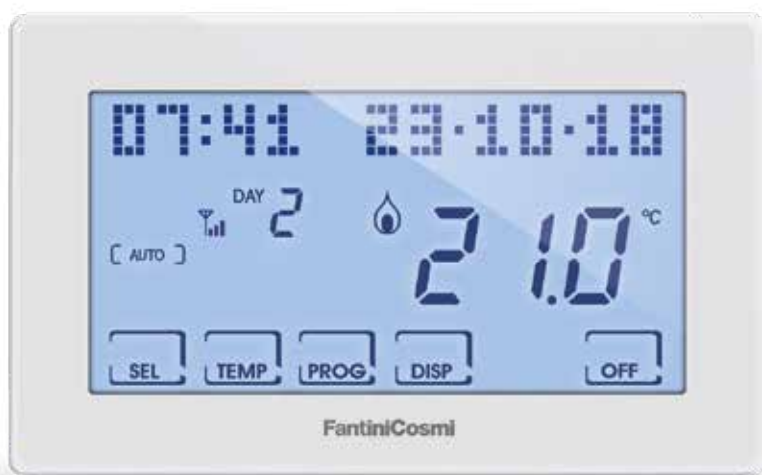 07:41 23·10·18
DAY 2
[ AUTO ] 21.0 °C
SEL TEMP PROG DISP OFF
FantiniCosmi